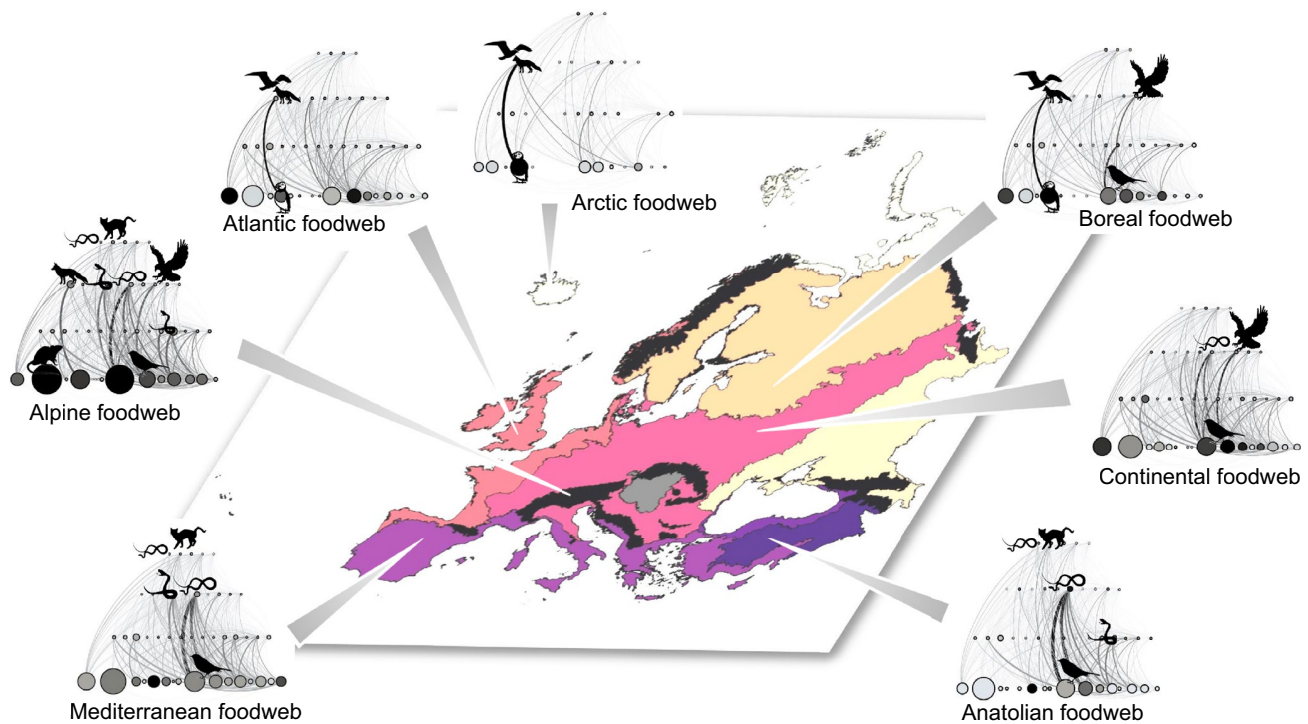 Arctic foodweb
Atlantic foodweb
Boreal foodweb
Alpine foodweb
Continental foodweb
Mediterranean foodweb
Anatolian foodweb